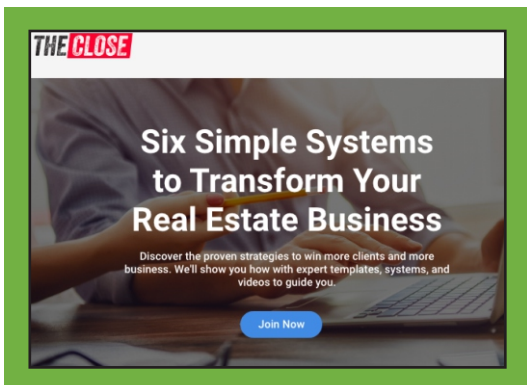 THE CLOSE
Six Simple Systems
to Transform Your
Real Estate Business
Discover the proven strategies to win more clients and more
business. We'll show you how with expert templates, systems, and
videos to guide you.
Join Now